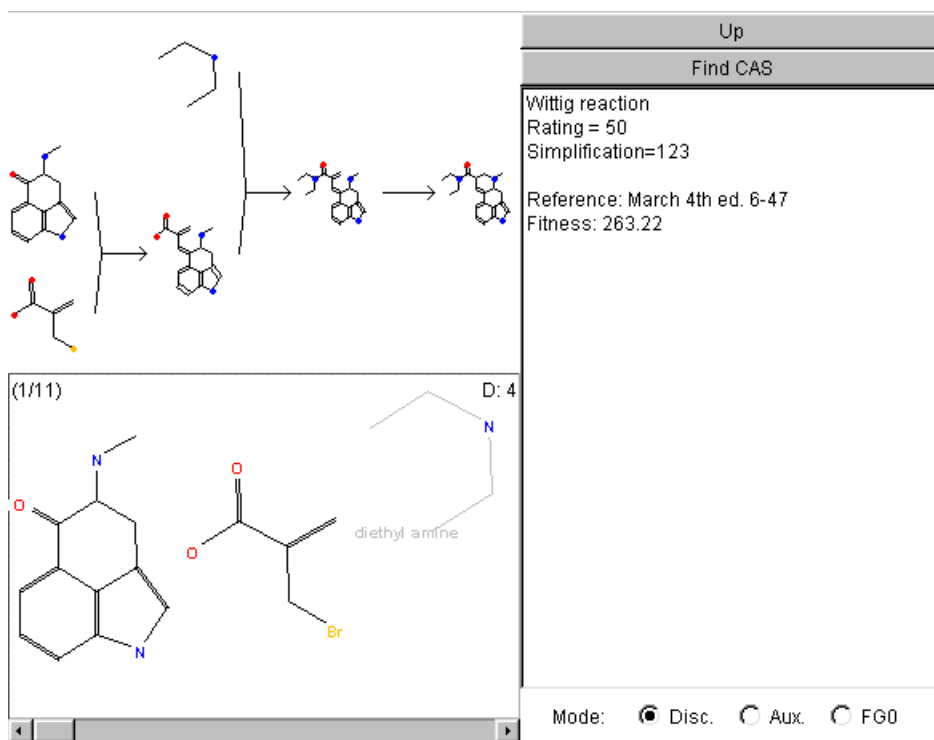 Up
Find CAS
Wittig reaction
Rating = 50
Simplification=123
Reference: March 4th ed. 6-47
Fitness: 263.22
(1/11)
D: 4
N
N
O
O
diethyl amine
O
Br
N
Mode:
Disc.
Aux.
FG0